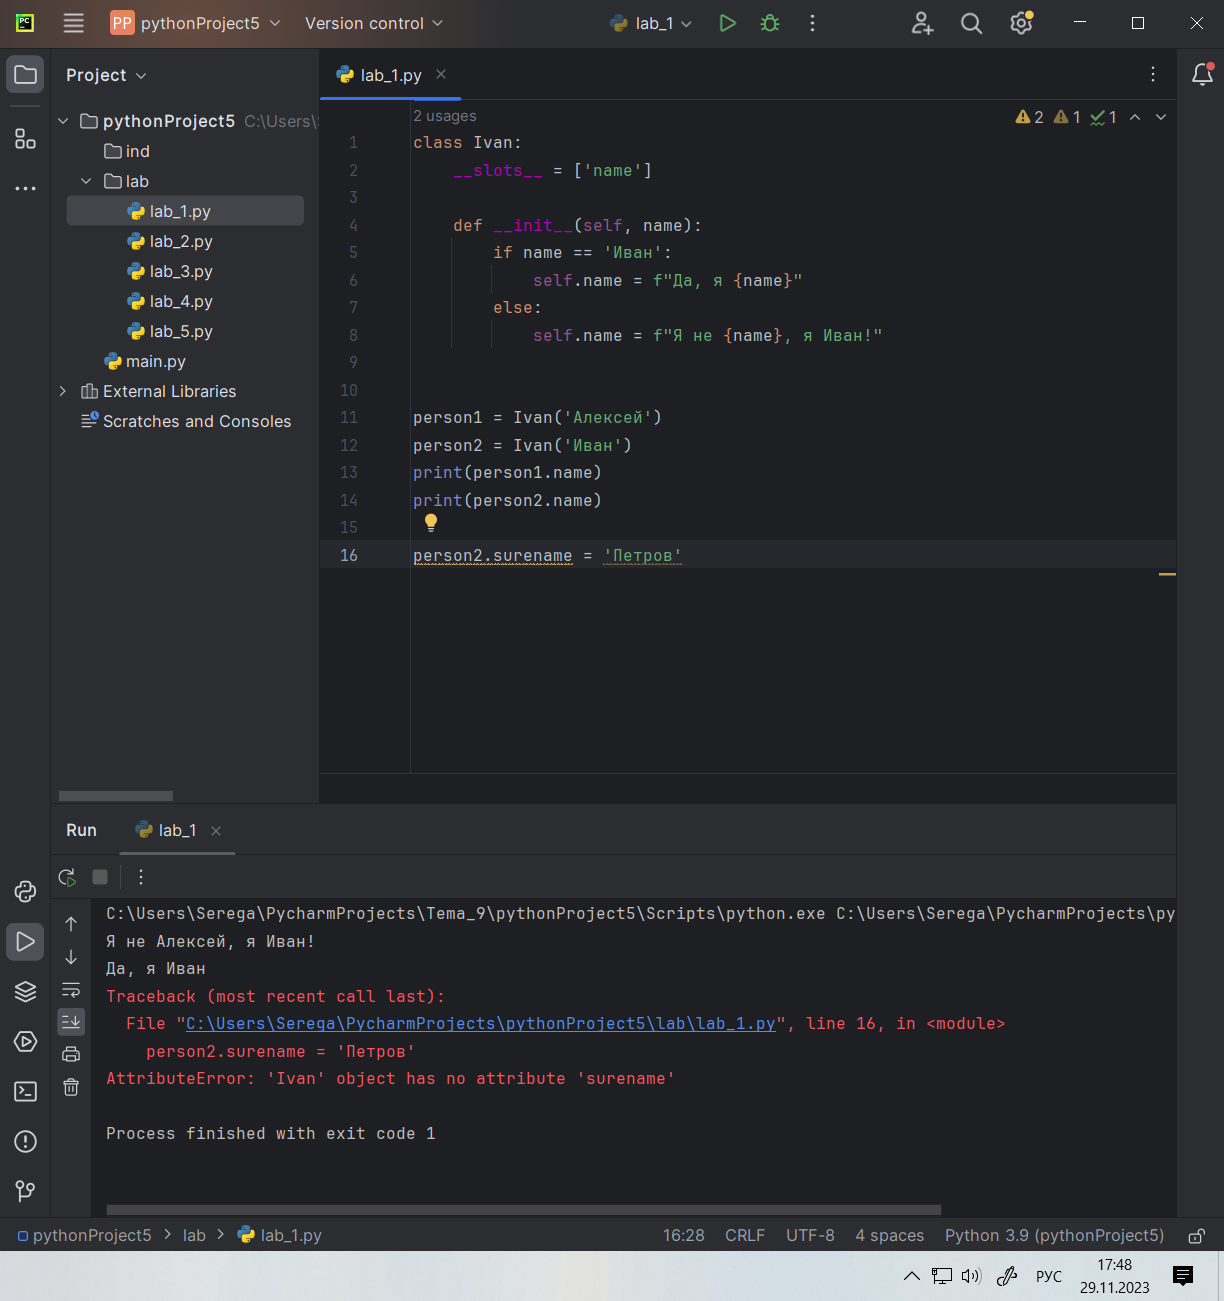 PC
PP pythonProject5 Version control lab_1
Project
lab_1.py
pythonProject5 C:\Users\
ind
lab
lab_1.py
lab_2.py
lab_3.py
lab_4.py
lab_5.py
main.py
External Libraries
Scratches and Consoles
2 usages
2 1 1
1 class Ivan:
2 __slots__ = ['name']
3
4 def __init__(self, name):
5 if name == 'Иван':
6 self.name = f"Да, я {name}"
7 else:
8 self.name = f"Я не {name}, я Иван!"
9
10
11 person1 = Ivan('Алексей')
12 person2 = Ivan('Иван')
13 print(person1.name)
14 print(person2.name)
15
16 person2.surename = 'Петров'
Run lab_1
C:\Users\Serega\PycharmProjects\Tema_9\pythonProject5\Scripts\python.exe C:\Users\Serega\PycharmProjects\py
Я не Алексей, я Иван!
Да, я Иван
Traceback (most recent call last):
File "C:\Users\Serega\PycharmProjects\pythonProject5\lab\lab_1.py", line 16, in <module>
person2.surename = 'Петров'
AttributeError: 'Ivan' object has no attribute 'surename'
Process finished with exit code 1
pythonProject5 > lab > lab_1.py 16:28 CRLF UTF-8 4 spaces Python 3.9 (pythonProject5)
РУС
17:48
29.11.2023